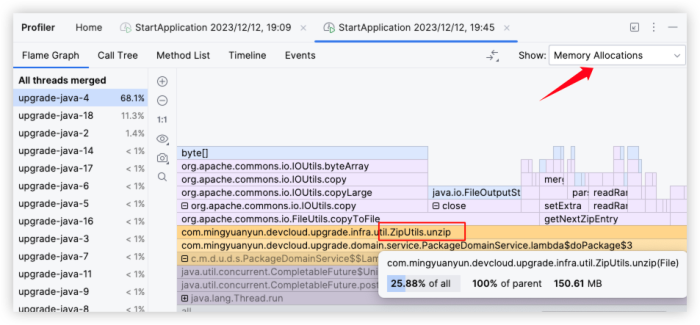 Profiler
Home
StartApplication 2023/12/12, 19:09
StartApplication 2023/12/12, 19:45
Flame Graph
Call Tree
Method List
Timeline
Events
Show:
Memory Allocations
All threads merged
upgrade-java-4 68.1%
upgrade-java-18 11.3%
upgrade-java-2 1.4%
upgrade-java-14 < 1%
upgrade-java-17 < 1%
upgrade-java-6 < 1%
upgrade-java-5 < 1%
upgrade-java-16 < 1%
upgrade-java-3 < 1%
upgrade-java-7 < 1%
upgrade-java-11 < 1%
upgrade-java-9 < 1%
upgrade-java-8 < 1%
1:1
byte[]
org.apache.commons.io.IOUtils.byteArray
org.apache.commons.io.IOUtils.copy
merg
org.apache.commons.io.IOUtils.copyLarge
java.io.FileOutputSt
pars
readRar
org.apache.commons.io.IOUtils.copy
close
setExtra
readRar
org.apache.commons.io.FileUtils.copyToFile
getNextZipEntry
com.mingyuanyun.devcloud.upgrade.infra.util.ZipUtils.unzip
com.mingyuanyun.devcloud.upgrade.domain.service.PackageDomainService.lambda$doPackage$3
c.m.d.u.d.s.PackageDomainService$$Lam
java.util.concurrent.CompletableFuture$Uni
java.util.concurrent.CompletableFuture.post
java.lang.Thread.run
all
com.mingyuanyun.devcloud.upgrade.infra.util.ZipUtils.unzip(File)
25.88% of all 100% of parent 150.61 MB